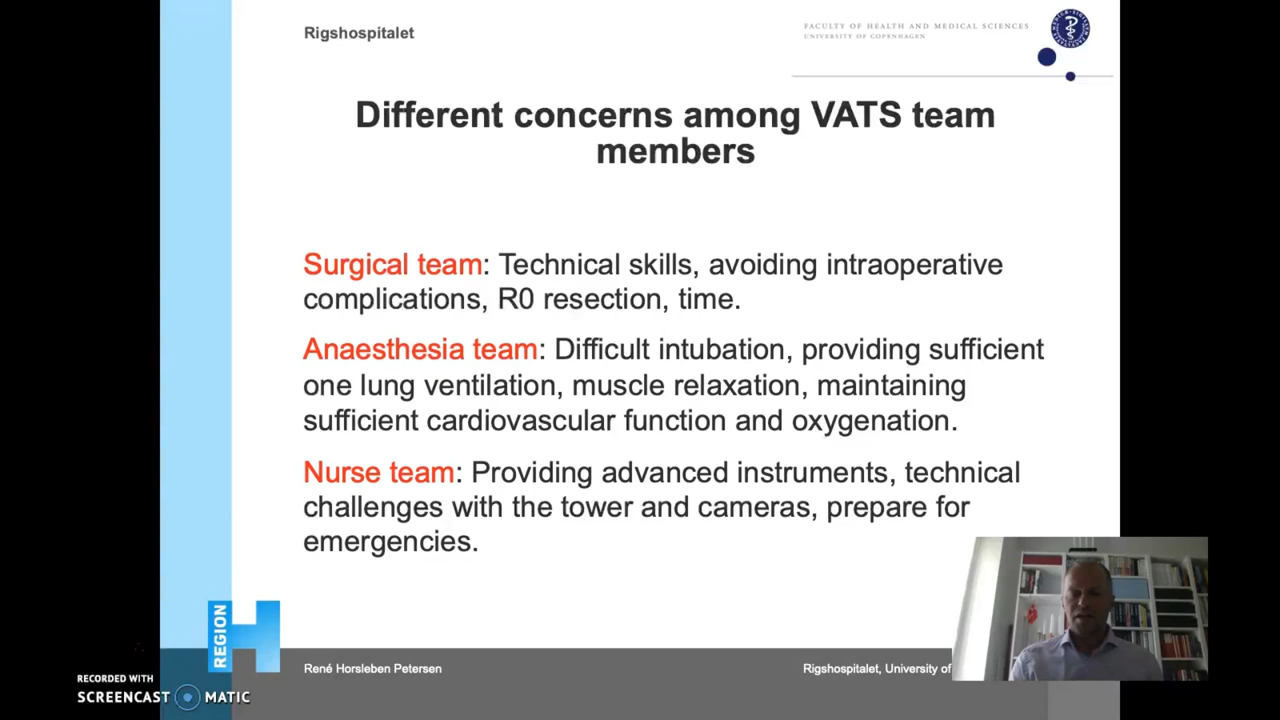 Rigshospitalet
FACULTY OF HEALTH AND MEDICAL SCIENCES
UNIVERSITY OF COPENHAGEN
Different concerns among VATS team
members
Surgical team: Technical skills, avoiding intraoperative
complications, R0 resection, time.
Anaesthesia team: Difficult intubation, providing sufficient
one lung ventilation, muscle relaxation, maintaining
sufficient cardiovascular function and oxygenation.
Nurse team: Providing advanced instruments, technical
challenges with the tower and cameras, prepare for
emergencies.
REGION H
René Horsleben Petersen
Rigshospitalet, University of
RECORDED WITH
SCREENCAST MATIC